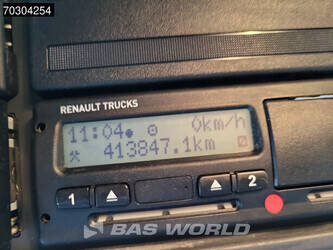 70304254
RENAULT TRUCKS
11:04 0km/h
413847.1km
1 2
BAS WORLD